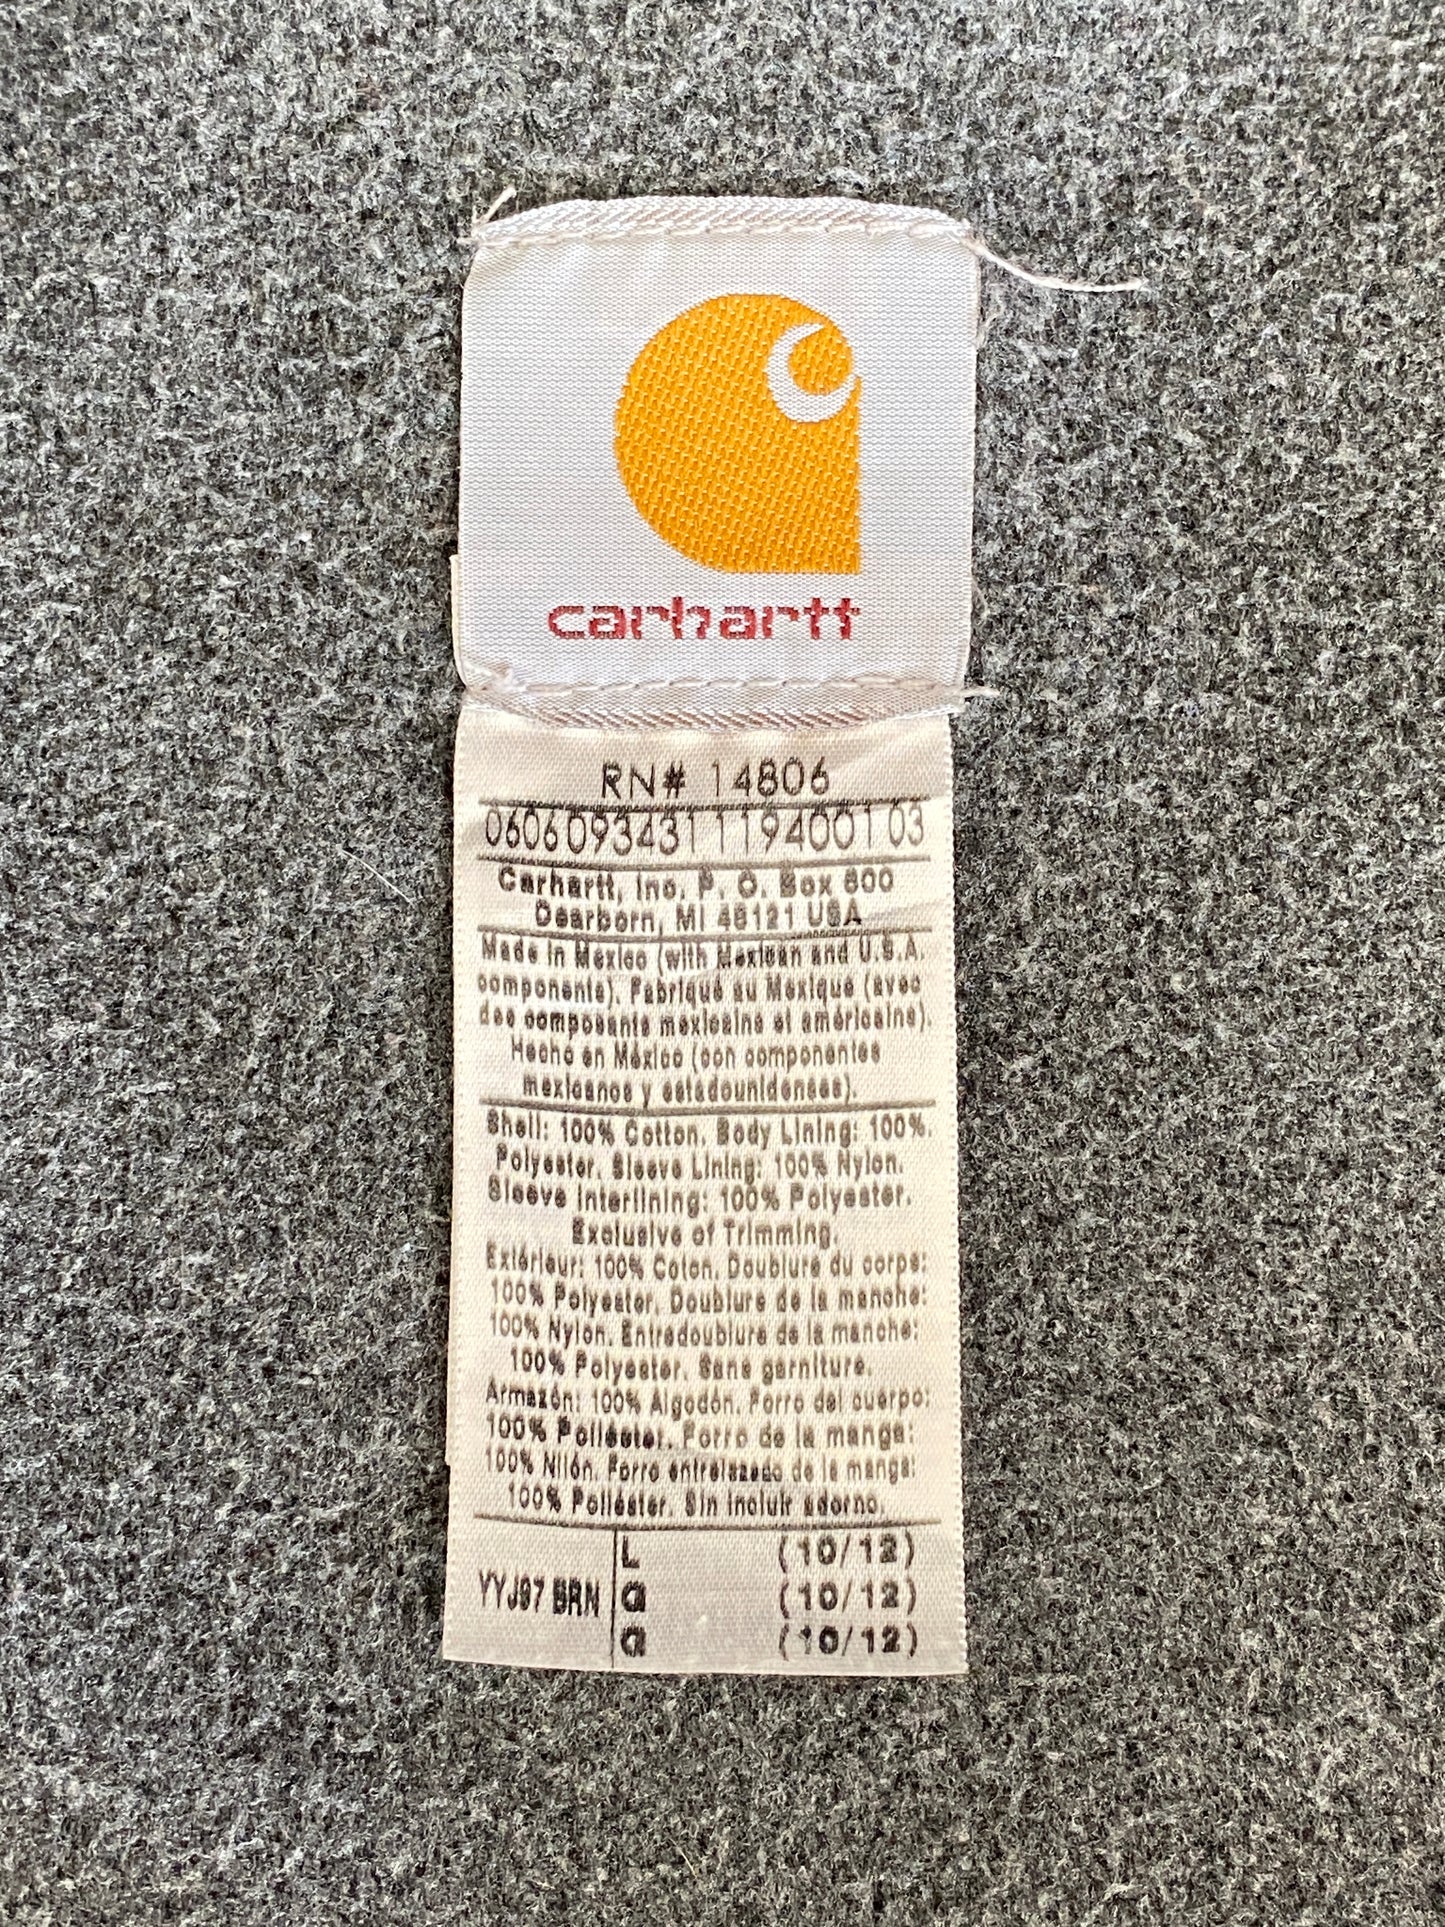 carhartt
RN# 14806
0606093431 119400103
Carhartt, Inc. P. O. Box 600
Dearborn, MI 48121 USA
Made in Mexico (with Mexican and U.S.A.
components). Fabriqué au Mexique (avec
des composants mexicains et américains).
Hecho en México (con componentes
mexicanos y estadounidenses).
Shell: 100% Cotton. Body Lining: 100%.
Polyester. Sleeve Lining: 100% Nylon.
Sleeve Interlining: 100% Polyester.
Exclusive of Trimming.
Extérieur: 100% Coton. Doublure du corps:
100% Polyester. Doublure de la manche:
100% Nylon. Entredoublure de la manche:
100% Polyester. Sans garniture.
Armazón: 100% Algodón. Forro del cuerpo:
100% Poliéster. Forro de la manga:
100% Nilón. Forro entrelazado de la manga:
100% Poliéster. Sin incluir adorno.
YYJ97 BRN
L (10/12)
G (10/12)
G (10/12)